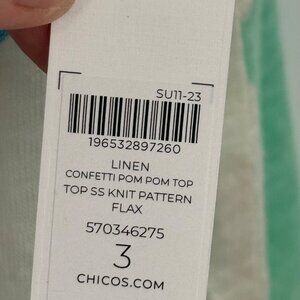 SU11-23
196532897260
LINEN
CONFETTI POM POM TOP
TOP SS KNIT PATTERN
FLAX
570346275
3
CHICOS.COM